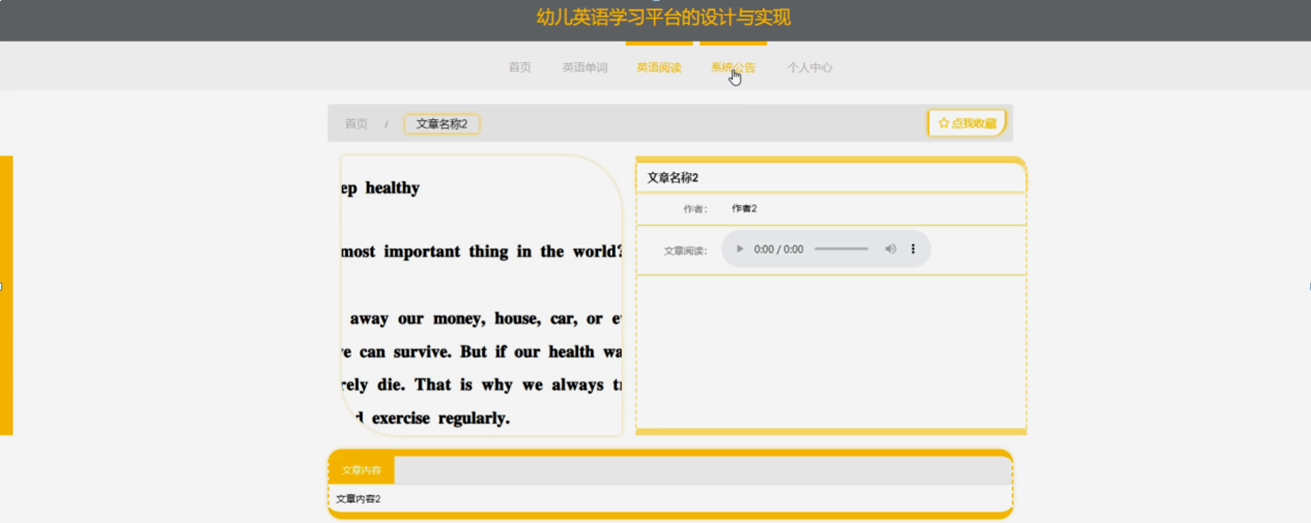 幼儿英语学习平台的设计与实现
首页 英语单词 英语阅读 系统公告 个人中心
首页 / 文章名称2 点我收藏
ep healthy
most important thing in the world?
away our money, house, car, or e
e can survive. But if our health wa
rely die. That is why we always t
d exercise regularly.
文章名称2
作者： 作者2
文章阅读： 0:00 / 0:00
文章内容
文章内容2